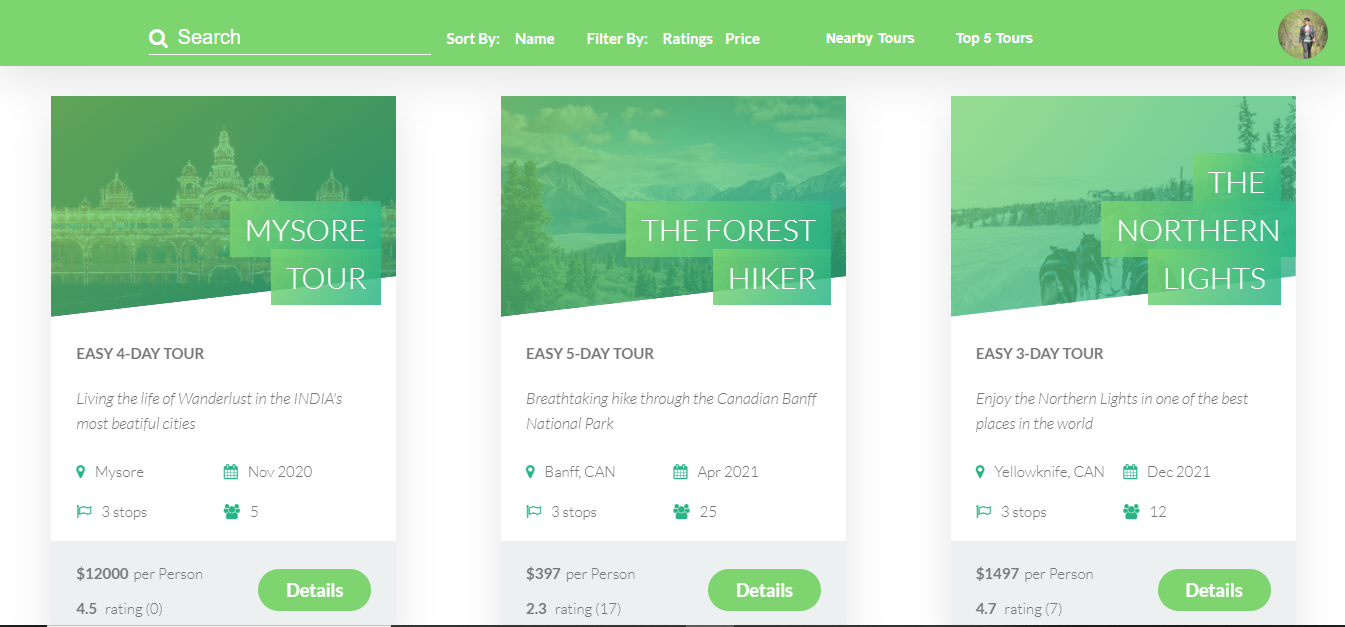 Search Sort By: Name Filter By: Ratings Price Nearby Tours Top 5 Tours
MYSORE
TOUR
EASY 4-DAY TOUR
Living the life of Wanderlust in the INDIA's
most beatiful cities
Mysore Nov 2020
3 stops 5
$12000 per Person
4.5 rating (0)
Details
THE FOREST
HIKER
EASY 5-DAY TOUR
Breathtaking hike through the Canadian Banff
National Park
Banff, CAN Apr 2021
3 stops 25
$397 per Person
2.3 rating (17)
Details
THE
NORTHERN
LIGHTS
EASY 3-DAY TOUR
Enjoy the Northern Lights in one of the best
places in the world
Yellowknife, CAN Dec 2021
3 stops 12
$1497 per Person
4.7 rating (7)
Details